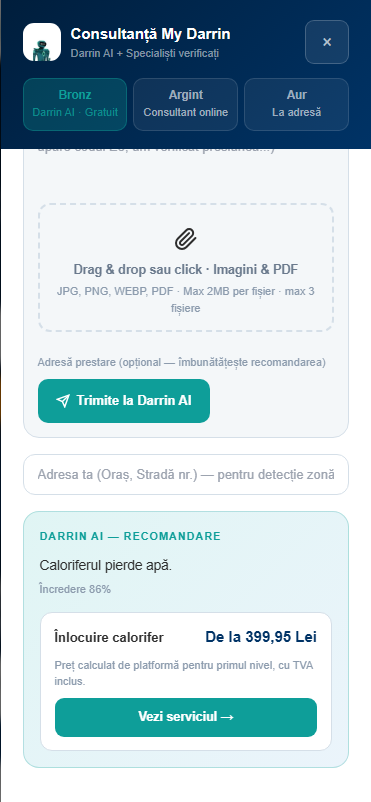 Consultanță My Darrin
Darrin AI + Specialiști verificați
×
Bronz
Darrin AI · Gratuit
Argint
Consultant online
Aur
La adresă
Drag & drop sau click · Imagini & PDF
JPG, PNG, WEBP, PDF · Max 2MB per fișier · max 3
fișiere
Adresă prestare (opțional — îmbunătățește recomandarea)
Trimite la Darrin AI
Adresa ta (Oraș, Stradă nr.) — pentru detecție zonă
DARRIN AI — RECOMANDARE
Caloriferul pierde apă.
Încredere 86%
Înlocuire calorifer
De la 399,95 Lei
Preț calculat de platformă pentru primul nivel, cu TVA
inclus.
Vezi serviciul →